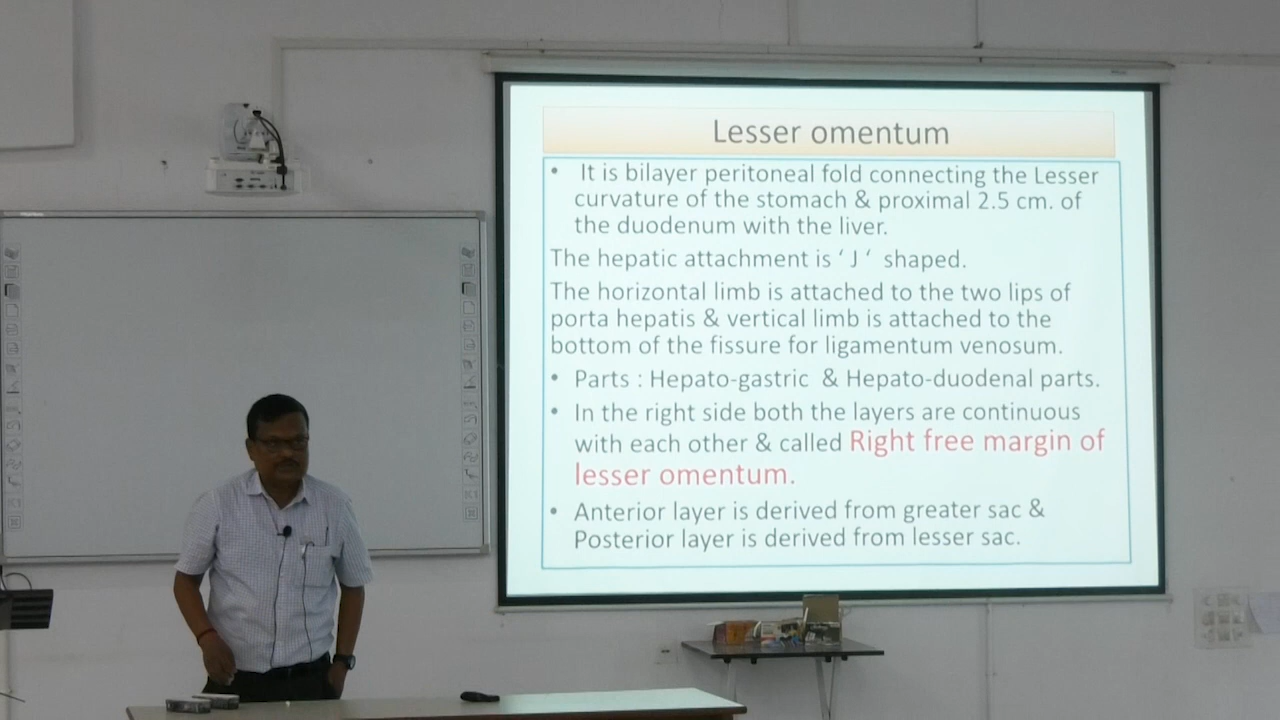 Lesser omentum
• It is bilayer peritoneal fold connecting the Lesser
curvature of the stomach & proximal 2.5 cm. of
the duodenum with the liver.
The hepatic attachment is ‘ J ‘ shaped.
The horizontal limb is attached to the two lips of
porta hepatis & vertical limb is attached to the
bottom of the fissure for ligamentum venosum.
• Parts : Hepato-gastric & Hepato-duodenal parts.
• In the right side both the layers are continuous
with each other & called Right free margin of
lesser omentum.
• Anterior layer is derived from greater sac &
Posterior layer is derived from lesser sac.